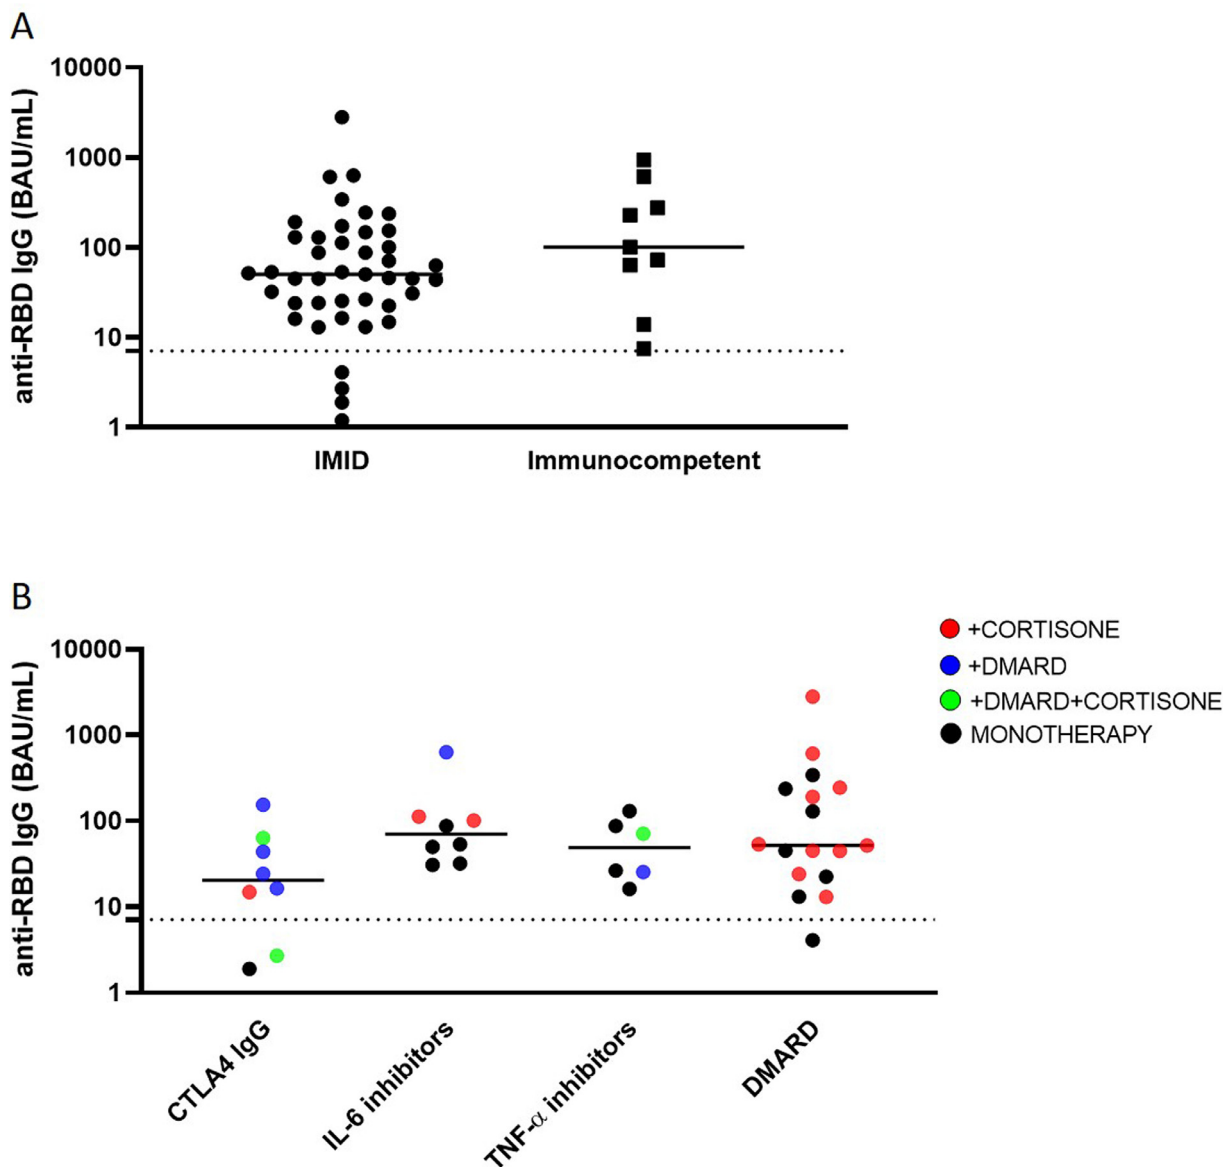 A
anti-RBD IgG (BAU/mL)
10000
1000
100
10
1
IMID
Immunocompetent
B
anti-RBD IgG (BAU/mL)
10000
1000
100
10
1
CTLA4 IgG
IL-6 inhibitors
TNF-α inhibitors
DMARD
+CORTISONE
+DMARD
+DMARD+CORTISONE
MONOTHERAPY